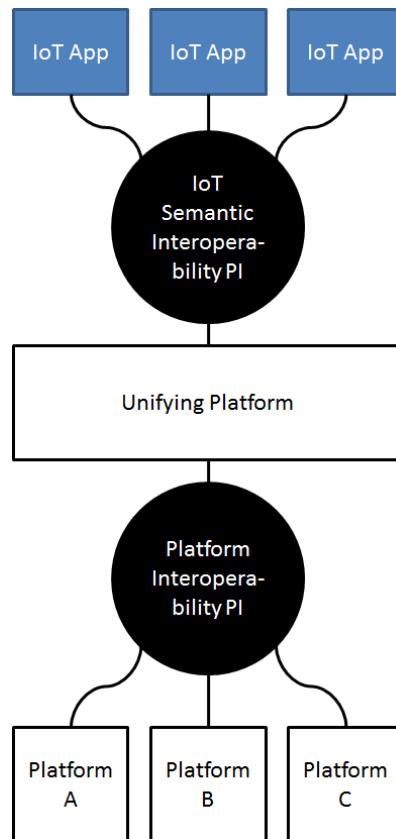 IoT App
IoT App
IoT App
IoT
Semantic
Interopera-
bility PI
Unifying Platform
Platform
Interopera-
bility PI
Platform
A
Platform
B
Platform
C